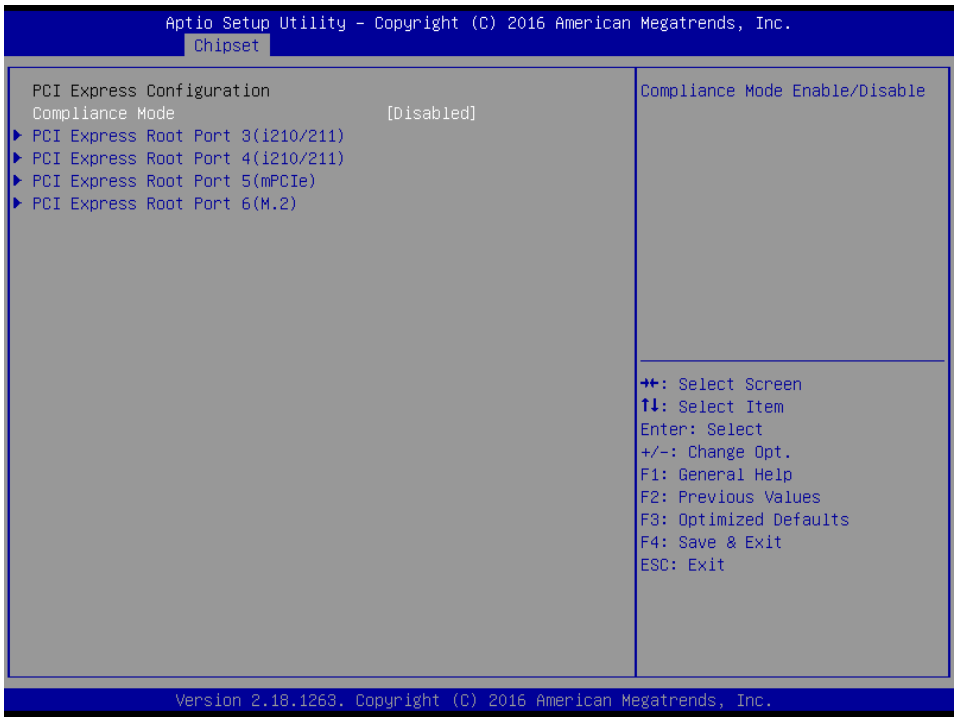 Aptio Setup Utility – Copyright (C) 2016 American Megatrends, Inc.
Chipset
PCI Express Configuration
Compliance Mode [Disabled]
▶ PCI Express Root Port 3(i210/211)
▶ PCI Express Root Port 4(i210/211)
▶ PCI Express Root Port 5(mPCIe)
▶ PCI Express Root Port 6(M.2)
Compliance Mode Enable/Disable
→←: Select Screen
↑↓: Select Item
Enter: Select
+/-: Change Opt.
F1: General Help
F2: Previous Values
F3: Optimized Defaults
F4: Save & Exit
ESC: Exit
Version 2.18.1263. Copyright (C) 2016 American Megatrends, Inc.